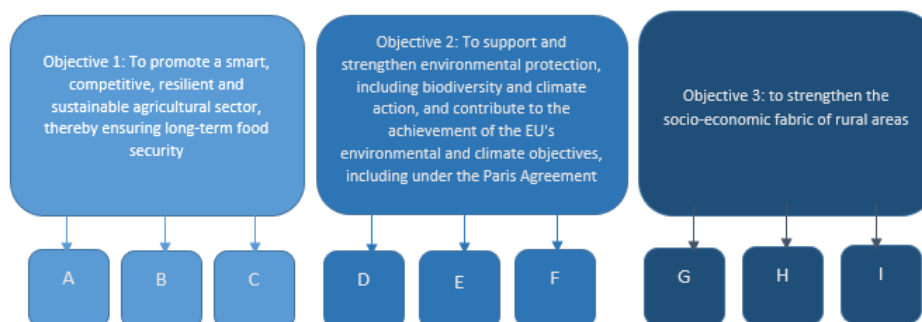 Objective 1: To promote a smart,
competitive, resilient and
sustainable agricultural sector,
thereby ensuring long-term food
security
Objective 2: To support and
strengthen environmental protection,
including biodiversity and climate
action, and contribute to the
achievement of the EU's
environmental and climate objectives,
including under the Paris Agreement
Objective 3: to strengthen the
socio-economic fabric of rural areas
A
B
C
D
E
F
G
H
I